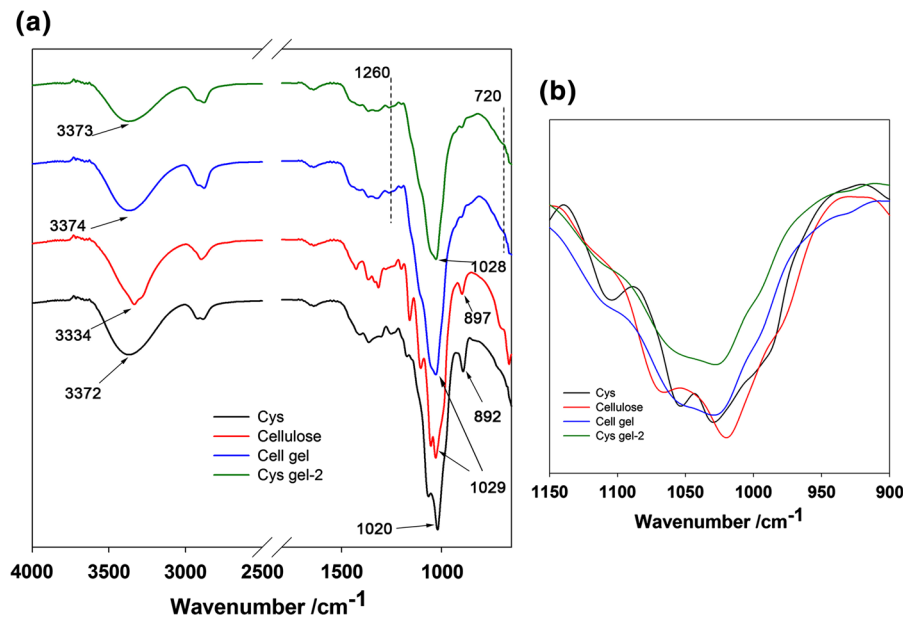 (a)
1260
720
3373
3374
1028
3334
897
3372
892
Cys
Cellulose
Cell gel
Cys gel-2
1029
1020
4000 3500 3000 2500 1500 1000
Wavenumber /cm-1
(b)
Cys
Cellulose
Cell gel
Cys gel-2
1150 1100 1050 1000 950 900
Wavenumber /cm-1